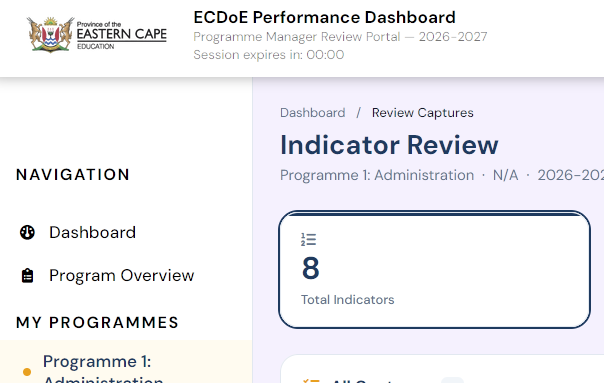 Province of the
EASTERN CAPE
EDUCATION
ECDoE Performance Dashboard
Programme Manager Review Portal — 2026-2027
Session expires in: 00:00
Dashboard / Review Captures
Indicator Review
Programme 1: Administration · N/A · 2026-202
NAVIGATION
Dashboard
Program Overview
8
Total Indicators
MY PROGRAMMES
Programme 1:
Administration